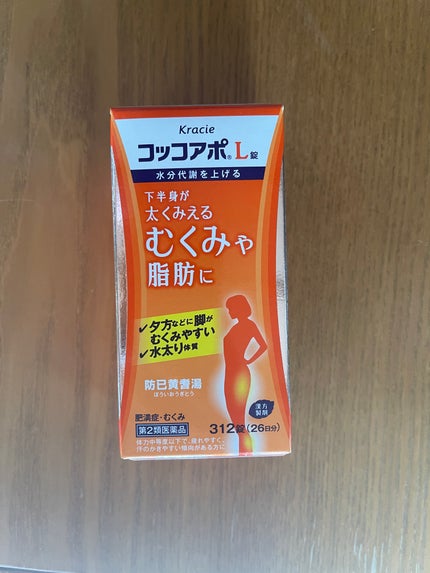 Kracie
コッコアポ® L錠
水分代謝を上げる
下半身が
太くみえる
むくみや
脂肪に
✓夕方などに脚が
むくみやすい
✓水太り体質
防已黄耆湯
ぼういおうぎとう
漢方
製剤
肥満症・むくみ
第2類医薬品
312錠(26日分)
体力中等度以下で、疲れやすく、
汗のかきやすい傾向がある方に